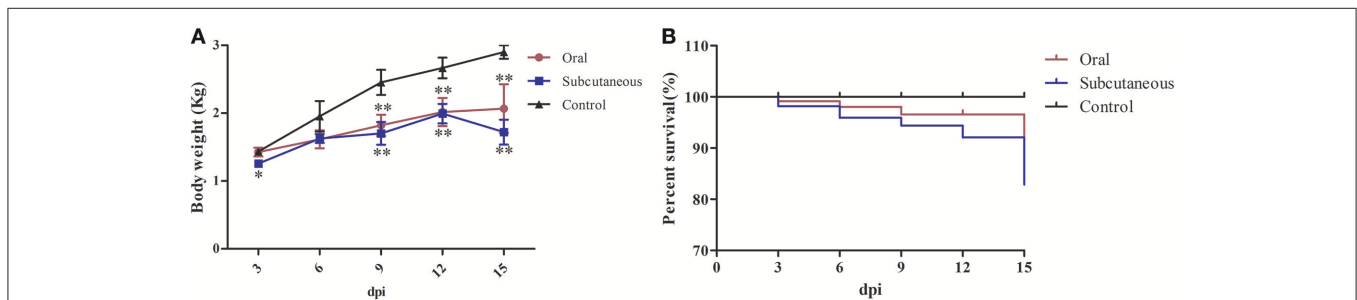 A
Body weight (Kg)
3
2
1
0
**
**
**
*
**
**
**
3
6
9
12
15
dpi
Oral
Subcutaneous
Control
B
Percent survival(%)
110
100
90
80
70
0
3
6
9
12
15
dpi
Oral
Subcutaneous
Control